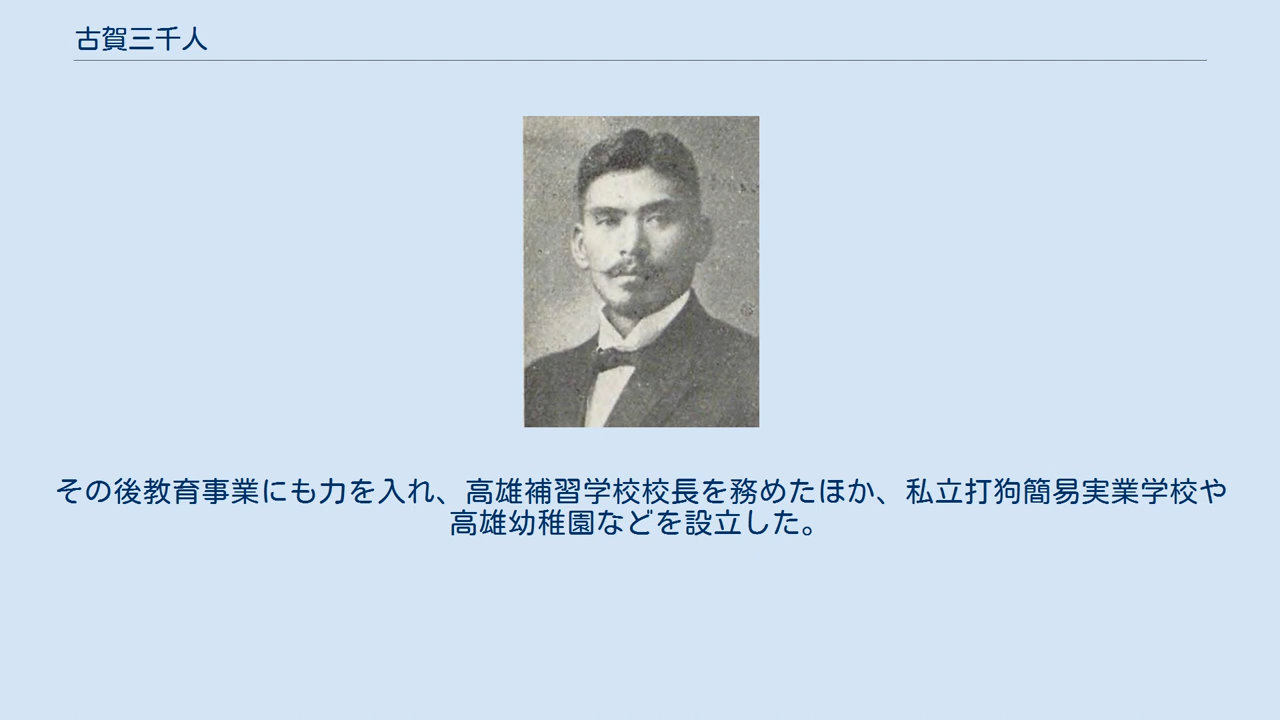 古賀三千人
その後教育事業にも力を入れ、高雄補習学校校長を務めたほか、私立打狗簡易実業学校や
高雄幼稚園などを設立した。